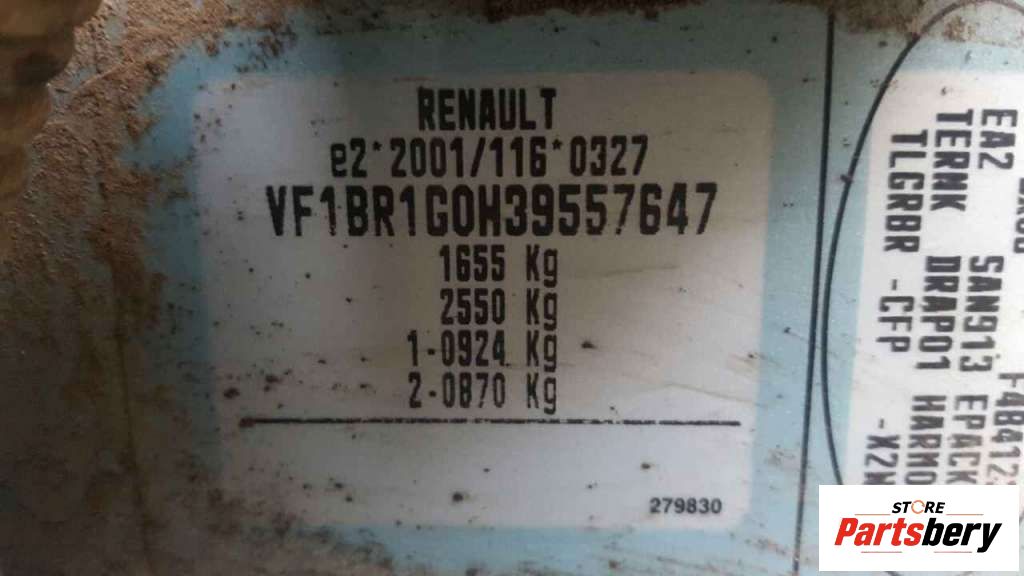 RENAULT
e2*2001/116*0327
VF1BR1G0H39557647
1655 Kg
2550 Kg
1-0924 Kg
2-0870 Kg
279830
EA2 SAN913 EPACK
TERMK DRAP01 HARMO
TLGRBR -CFP
STORE
Partsbery